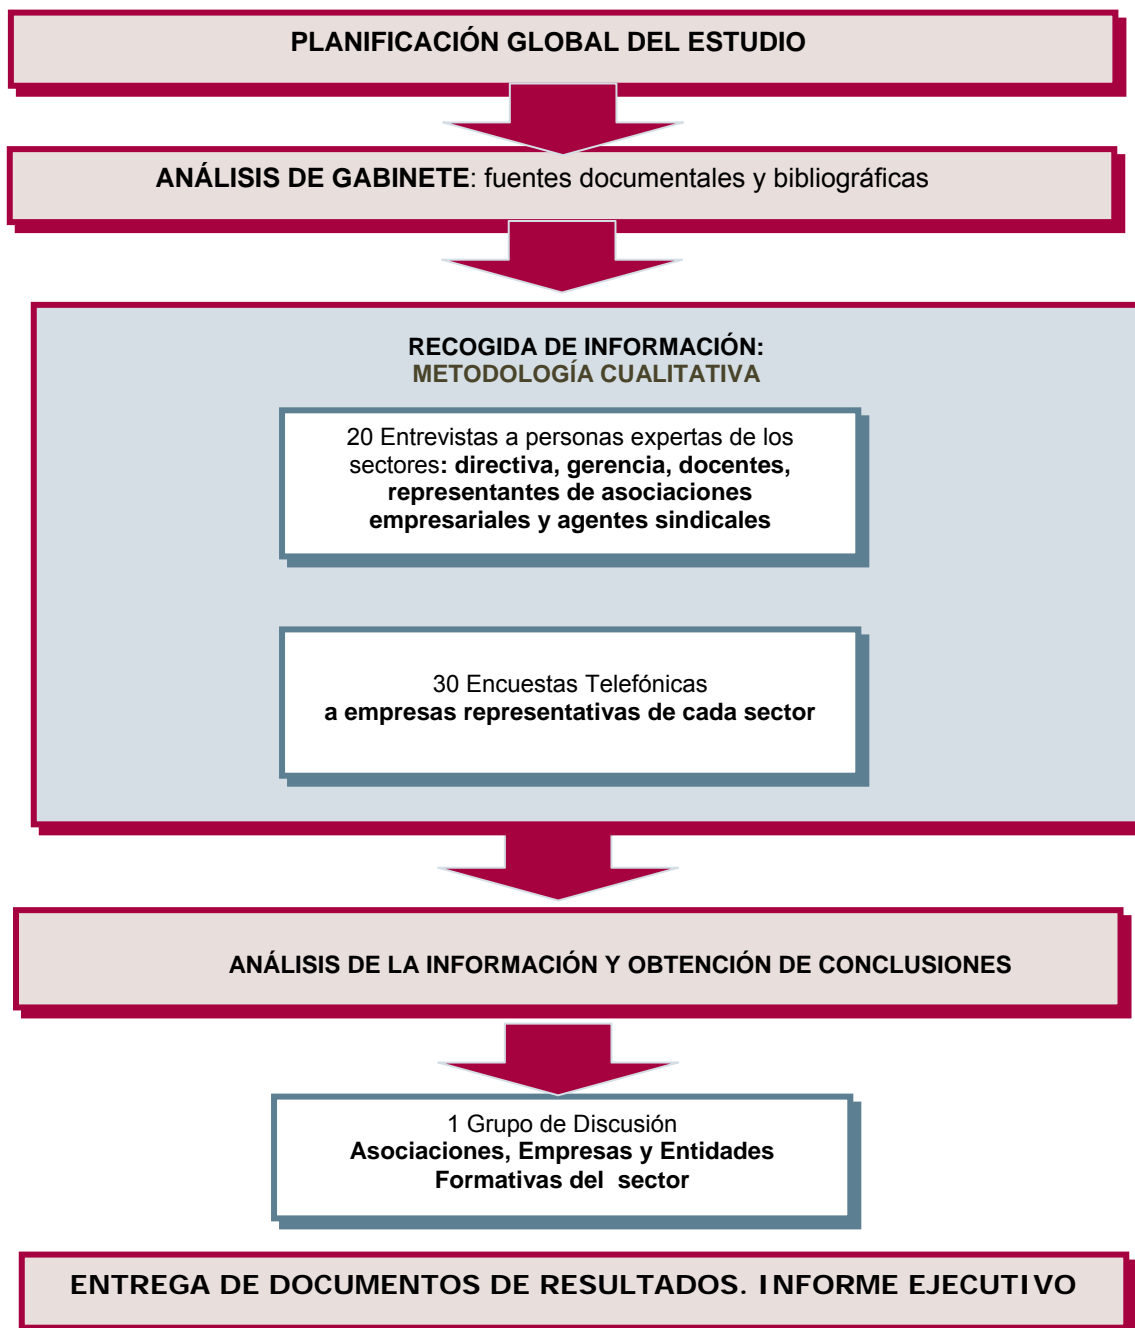 PLANIFICACIÓN GLOBAL DEL ESTUDIO
ANÁLISIS DE GABINETE: fuentes documentales y bibliográficas
RECOGIDA DE INFORMACIÓN:
METODOLOGÍA CUALITATIVA
20 Entrevistas a personas expertas de los
sectores: directiva, gerencia, docentes,
representantes de asociaciones
empresariales y agentes sindicales
30 Encuestas Telefónicas
a empresas representativas de cada sector
ANÁLISIS DE LA INFORMACIÓN Y OBTENCIÓN DE CONCLUSIONES
1 Grupo de Discusión
Asociaciones, Empresas y Entidades
Formativas del sector
ENTREGA DE DOCUMENTOS DE RESULTADOS. INFORME EJECUTIVO